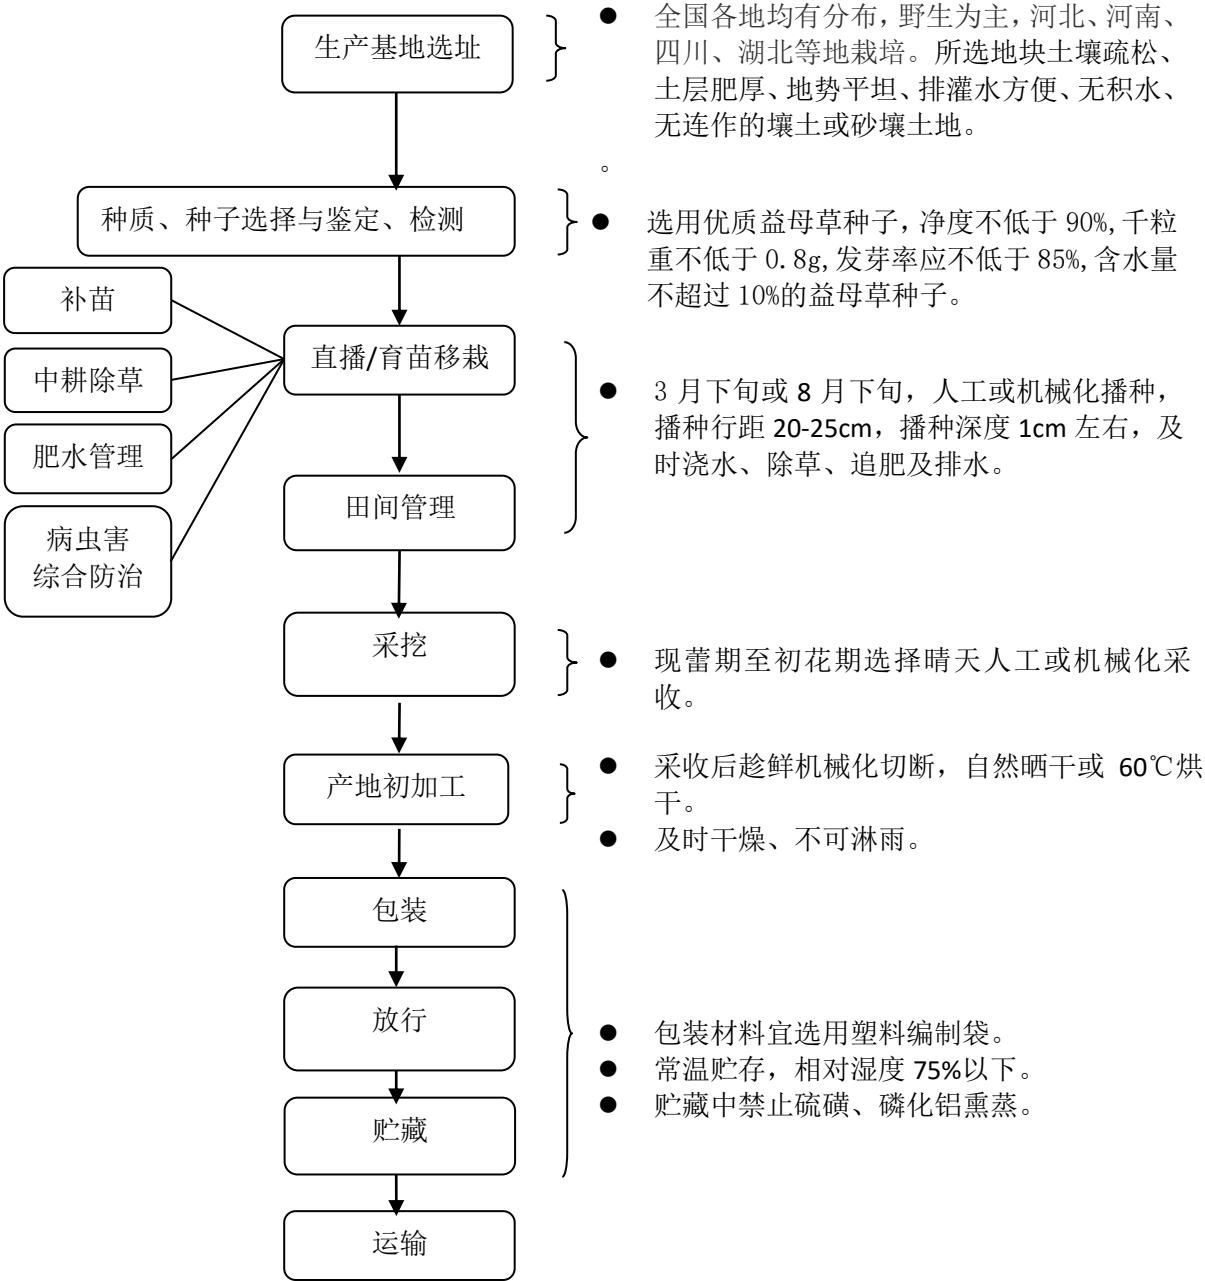 生产基地选址
● 全国各地均有分布，野生为主，河北、河南、
四川、湖北等地栽培。所选地块土壤疏松、
土层肥厚、地势平坦、排灌水方便、无积水、
无连作的壤土或砂壤土地。
。
种质、种子选择与鉴定、检测
● 选用优质益母草种子，净度不低于 90%,千粒
重不低于 0.8g,发芽率应不低于 85%,含水量
不超过 10%的益母草种子。
补苗
中耕除草
肥水管理
病虫害
综合防治
直播/育苗移栽
田间管理
● 3 月下旬或 8 月下旬，人工或机械化播种，
播种行距 20-25cm，播种深度 1cm 左右，及
时浇水、除草、追肥及排水。
采挖
● 现蕾期至初花期选择晴天人工或机械化采
收。
产地初加工
● 采收后趁鲜机械化切断，自然晒干或 60℃烘
干。
● 及时干燥、不可淋雨。
包装
放行
贮藏
● 包装材料宜选用塑料编制袋。
● 常温贮存，相对湿度 75%以下。
● 贮藏中禁止硫磺、磷化铝熏蒸。
运输